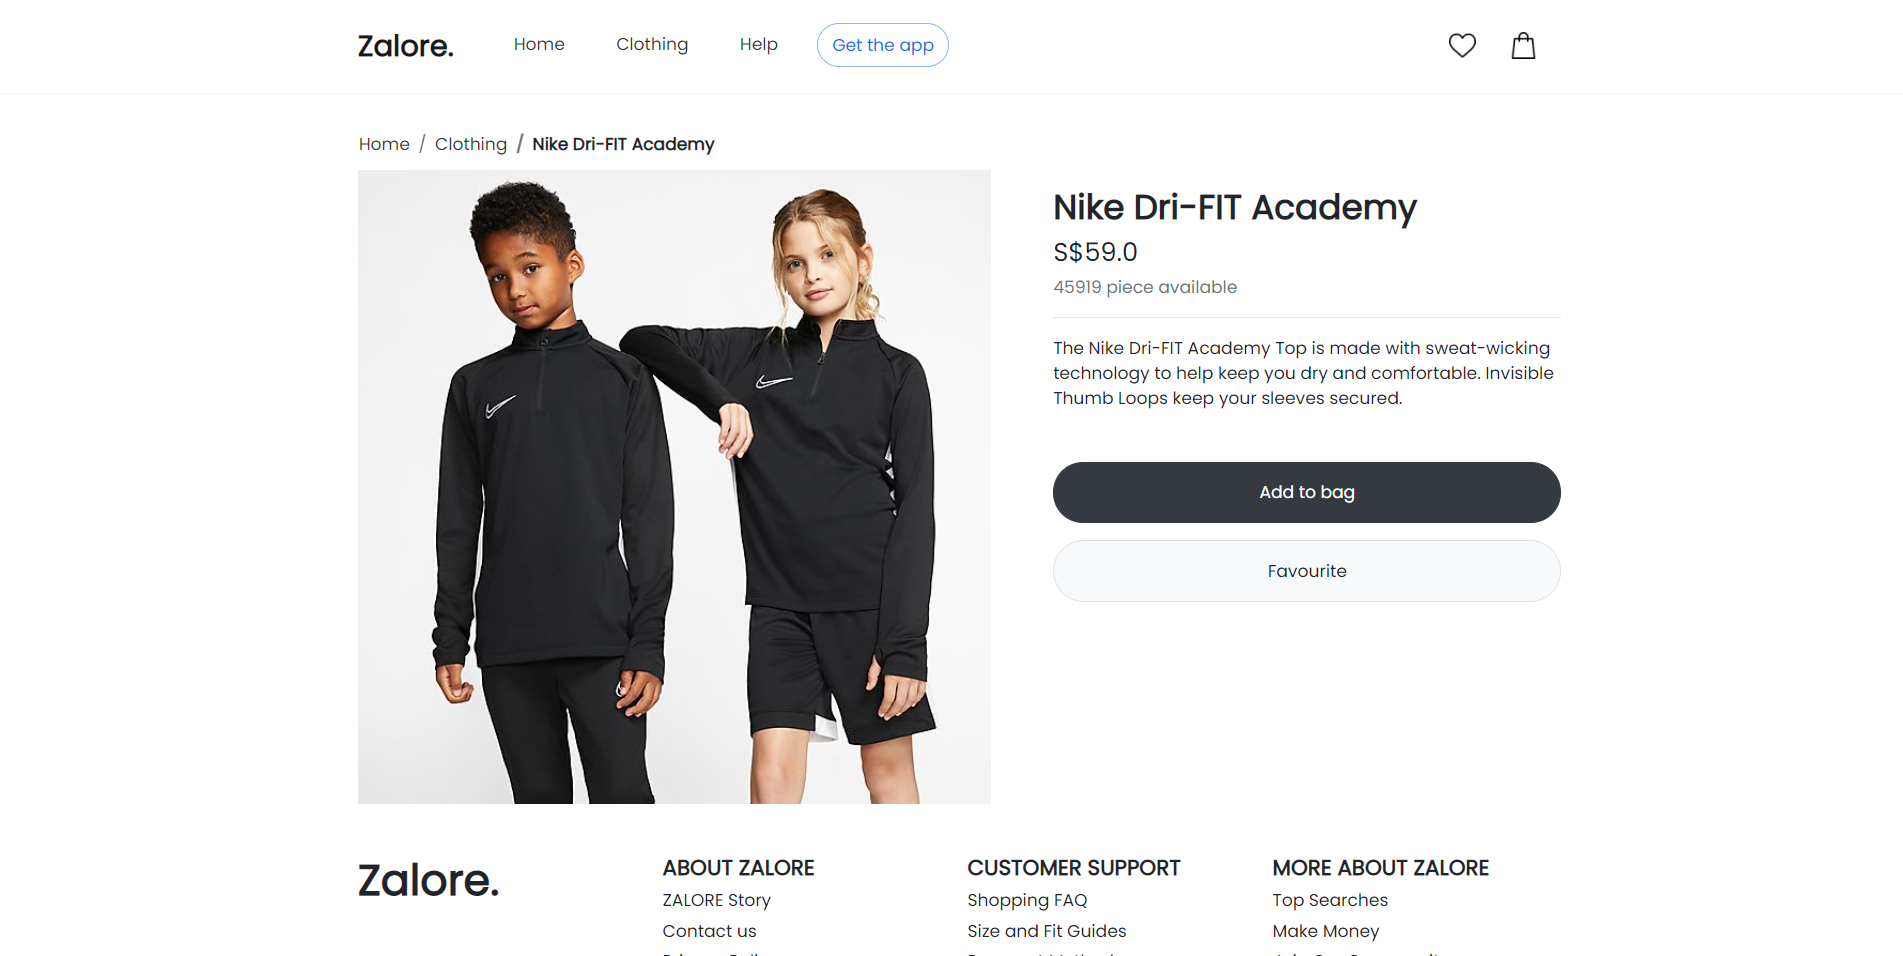 Zalore.
Home
Clothing
Help
Get the app
Home / Clothing / Nike Dri-FIT Academy
Nike Dri-FIT Academy
S$59.0
45919 piece available
The Nike Dri-FIT Academy Top is made with sweat-wicking
technology to help keep you dry and comfortable. Invisible
Thumb Loops keep your sleeves secured.
Add to bag
Favourite
Zalore.
ABOUT ZALORE
ZALORE Story
Contact us
CUSTOMER SUPPORT
Shopping FAQ
Size and Fit Guides
MORE ABOUT ZALORE
Top Searches
Make Money